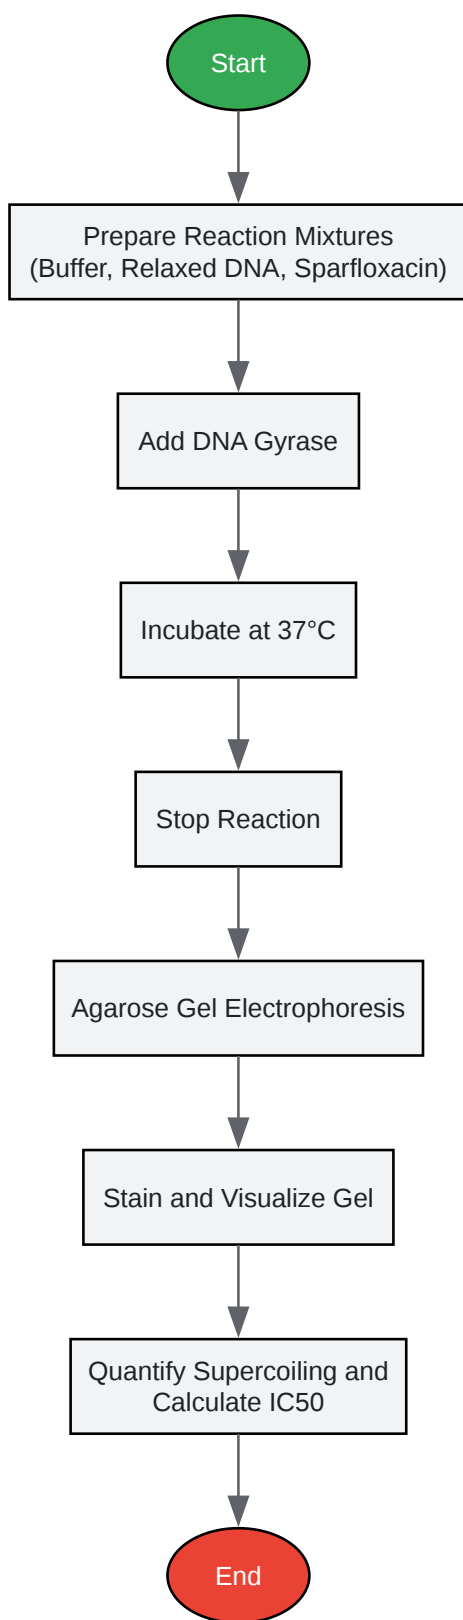 Start
Prepare Reaction Mixtures
(Buffer, Relaxed DNA, Sparfloxacin)
Add DNA Gyrase
Incubate at 37°C
Stop Reaction
Agarose Gel Electrophoresis
Stain and Visualize Gel
Quantify Supercoiling and
Calculate IC50
End